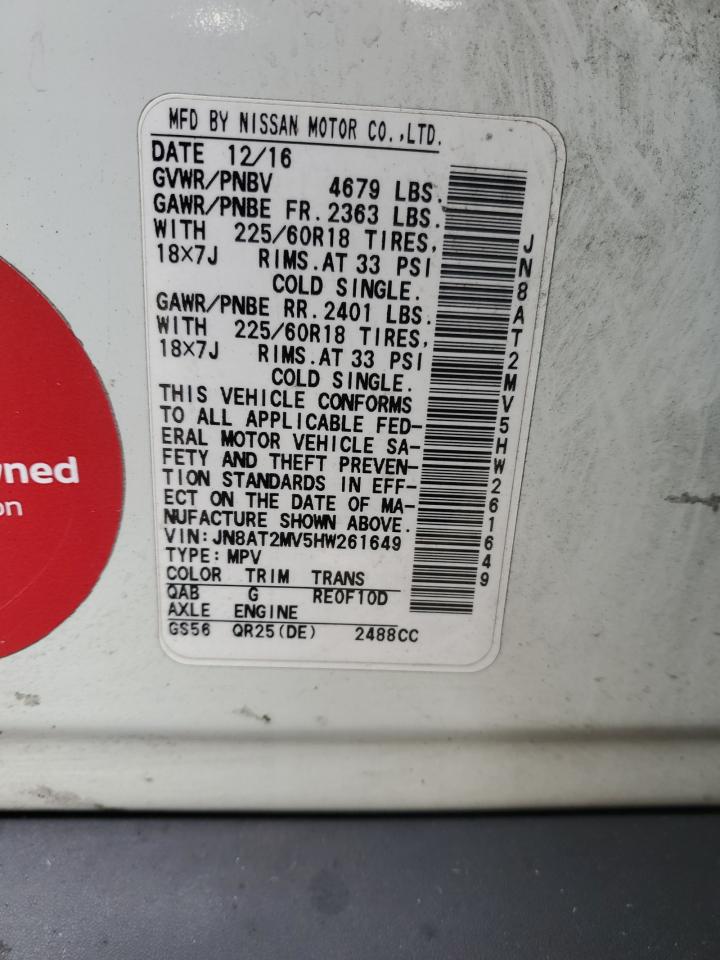 MFD BY NISSAN MOTOR CO.,LTD.
DATE 12/16
GVWR/PNBV 4679 LBS.
GAWR/PNBE FR.2363 LBS.
WITH 225/60R18 TIRES,
18×7J RIMS.AT 33 PSI
COLD SINGLE.
GAWR/PNBE RR.2401 LBS.
WITH 225/60R18 TIRES,
18×7J RIMS.AT 33 PSI
COLD SINGLE.
THIS VEHICLE CONFORMS
TO ALL APPLICABLE FED-
ERAL MOTOR VEHICLE SA-
FETY AND THEFT PREVEN-
TION STANDARDS IN EFF-
ECT ON THE DATE OF MA-
NUFACTURE SHOWN ABOVE.
VIN:JN8AT2MV5HW261649
TYPE:MPV
COLOR TRIM TRANS
QAB G RE0F10D
AXLE ENGINE
GS56 QR25(DE) 2488CC
JN8AT2MV5HW261649